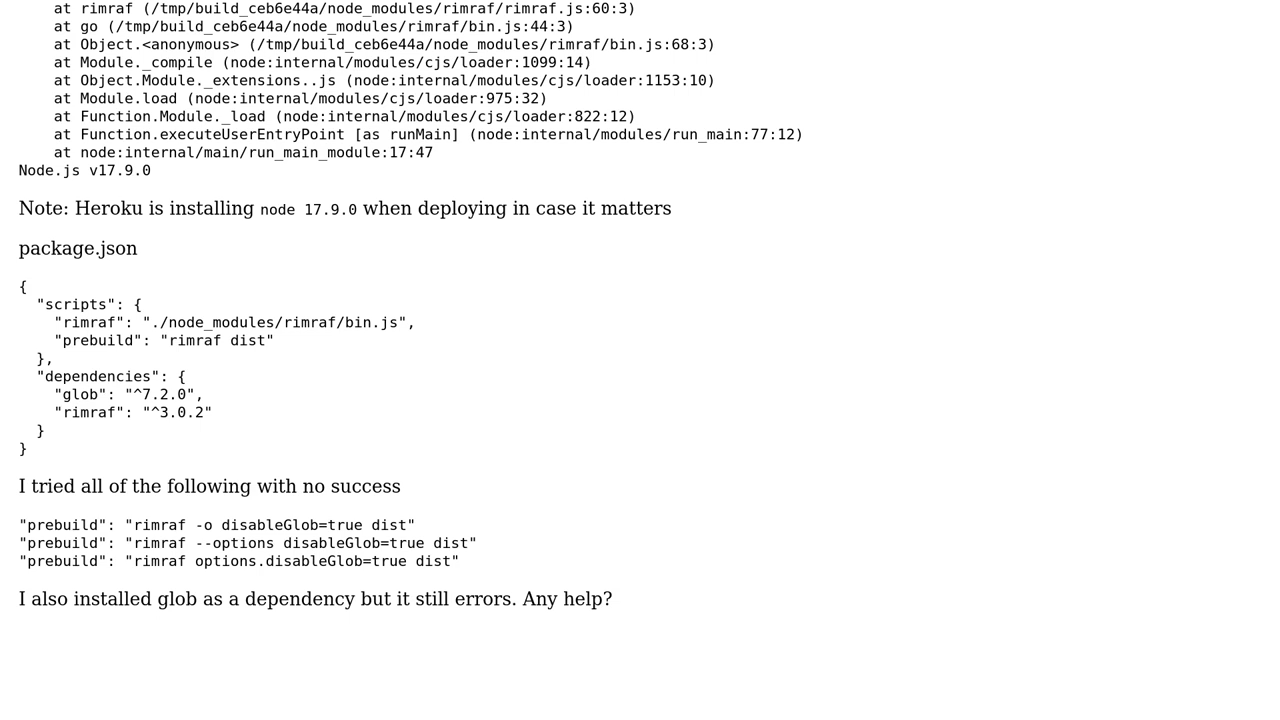 at rimraf (/tmp/build_ceb6e44a/node_modules/rimraf/rimraf.js:60:3)
    at go (/tmp/build_ceb6e44a/node_modules/rimraf/bin.js:44:3)
    at Object.<anonymous> (/tmp/build_ceb6e44a/node_modules/rimraf/bin.js:68:3)
    at Module._compile (node:internal/modules/cjs/loader:1099:14)
    at Object.Module._extensions..js (node:internal/modules/cjs/loader:1153:10)
    at Module.load (node:internal/modules/cjs/loader:975:32)
    at Function.Module._load (node:internal/modules/cjs/loader:822:12)
    at Function.executeUserEntryPoint [as runMain] (node:internal/modules/run_main:77:12)
    at node:internal/main/run_main_module:17:47
Node.js v17.9.0
Note: Heroku is installing node 17.9.0 when deploying in case it matters
package.json
{
  "scripts": {
    "rimraf": "./node_modules/rimraf/bin.js",
    "prebuild": "rimraf dist"
  },
  "dependencies": {
    "glob": "^7.2.0",
    "rimraf": "^3.0.2"
  }
}
I tried all of the following with no success
"prebuild": "rimraf -o disableGlob=true dist"
"prebuild": "rimraf --options disableGlob=true dist"
"prebuild": "rimraf options.disableGlob=true dist"
I also installed glob as a dependency but it still errors. Any help?